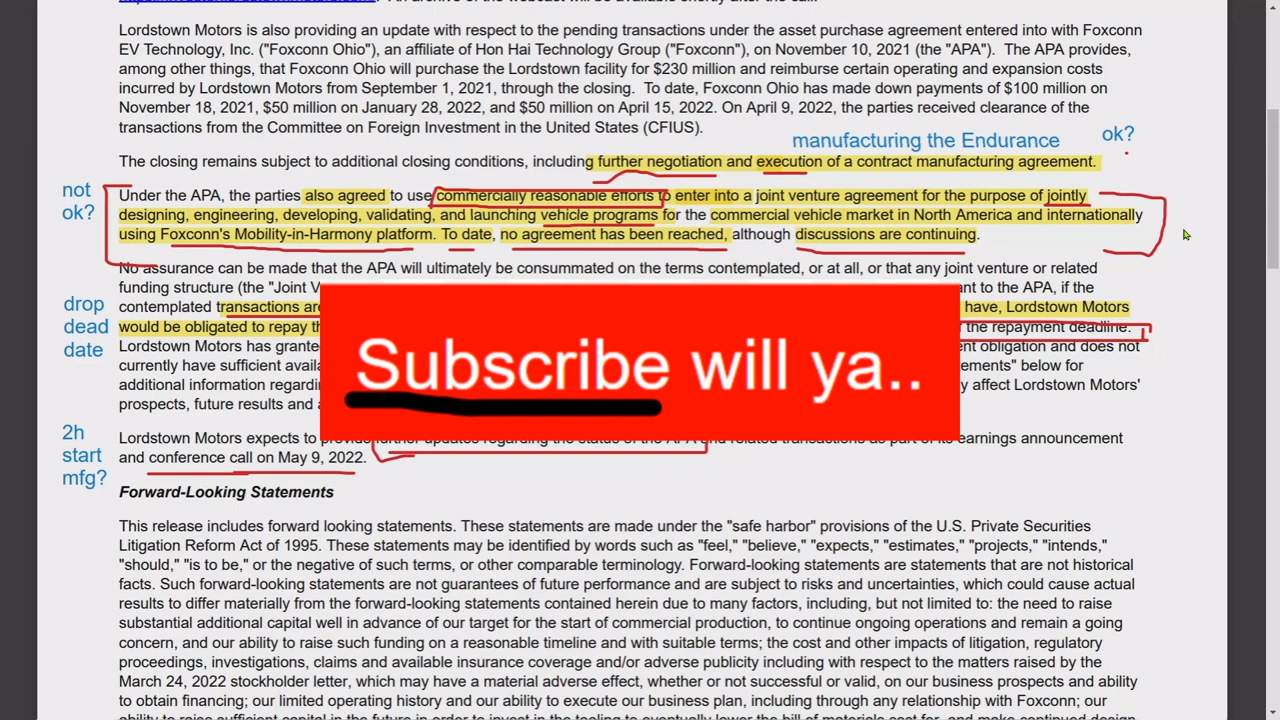 Lordstown Motors is also providing an update with respect to the pending transactions under the asset purchase agreement entered into with Foxconn
EV Technology, Inc. ("Foxconn Ohio"), an affiliate of Hon Hai Technology Group ("Foxconn"), on November 10, 2021 (the "APA"). The APA provides,
among other things, that Foxconn Ohio will purchase the Lordstown facility for $230 million and reimburse certain operating and expansion costs
incurred by Lordstown Motors from September 1, 2021, through the closing. To date, Foxconn Ohio has made down payments of $100 million on
November 18, 2021, $50 million on January 28, 2022, and $50 million on April 15, 2022. On April 9, 2022, the parties received clearance of the
transactions from the Committee on Foreign Investment in the United States (CFIUS).
manufacturing the Endurance ok?
The closing remains subject to additional closing conditions, including further negotiation and execution of a contract manufacturing agreement.
not
ok?
Under the APA, the parties also agreed to use commercially reasonable efforts to enter into a joint venture agreement for the purpose of jointly
designing, engineering, developing, validating, and launching vehicle programs for the commercial vehicle market in North America and internationally
using Foxconn's Mobility-in-Harmony platform. To date, no agreement has been reached, although discussions are continuing.
No assurance can be made that the APA will ultimately be consummated on the terms contemplated, or at all, or that any joint venture or related
funding structure (the "Joint ant to the APA, if the
contemplated transactions are have, Lordstown Motors
would be obligated to repay the repayment deadline.
Lordstown Motors has obligation and does not
currently have sufficient below for
additional information affect Lordstown Motors'
prospects, future results and
drop
dead
date
Subscribe will ya..
Lordstown Motors expects to provide further updates regarding the status of the APA and related transactions as part of its earnings announcement
and conference call on May 9, 2022.
2h
start
mfg?
Forward-Looking Statements
This release includes forward looking statements. These statements are made under the "safe harbor" provisions of the U.S. Private Securities
Litigation Reform Act of 1995. These statements may be identified by words such as "feel," "believe," "expects," "estimates," "projects," "intends,"
"should," "is to be," or the negative of such terms, or other comparable terminology. Forward-looking statements are statements that are not historical
facts. Such forward-looking statements are not guarantees of future performance and are subject to risks and uncertainties, which could cause actual
results to differ materially from the forward-looking statements contained herein due to many factors, including, but not limited to: the need to raise
substantial additional capital well in advance of our target for the start of commercial production, to continue ongoing operations and remain a going
concern, and our ability to raise such funding on a reasonable timeline and with suitable terms; the cost and other impacts of litigation, regulatory
proceedings, investigations, claims and available insurance coverage and/or adverse publicity including with respect to the matters raised by the
March 24, 2022 stockholder letter, which may have a material adverse effect, whether or not successful or valid, on our business prospects and ability
to obtain financing; our limited operating history and our ability to execute our business plan, including through any relationship with Foxconn; our